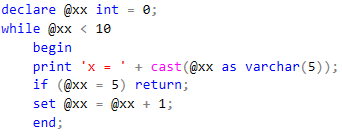 declare @xx int = 0;
while @xx < 10
begin
print 'x = ' + cast(@xx as varchar(5));
if (@xx = 5) return;
set @xx = @xx + 1;
end;